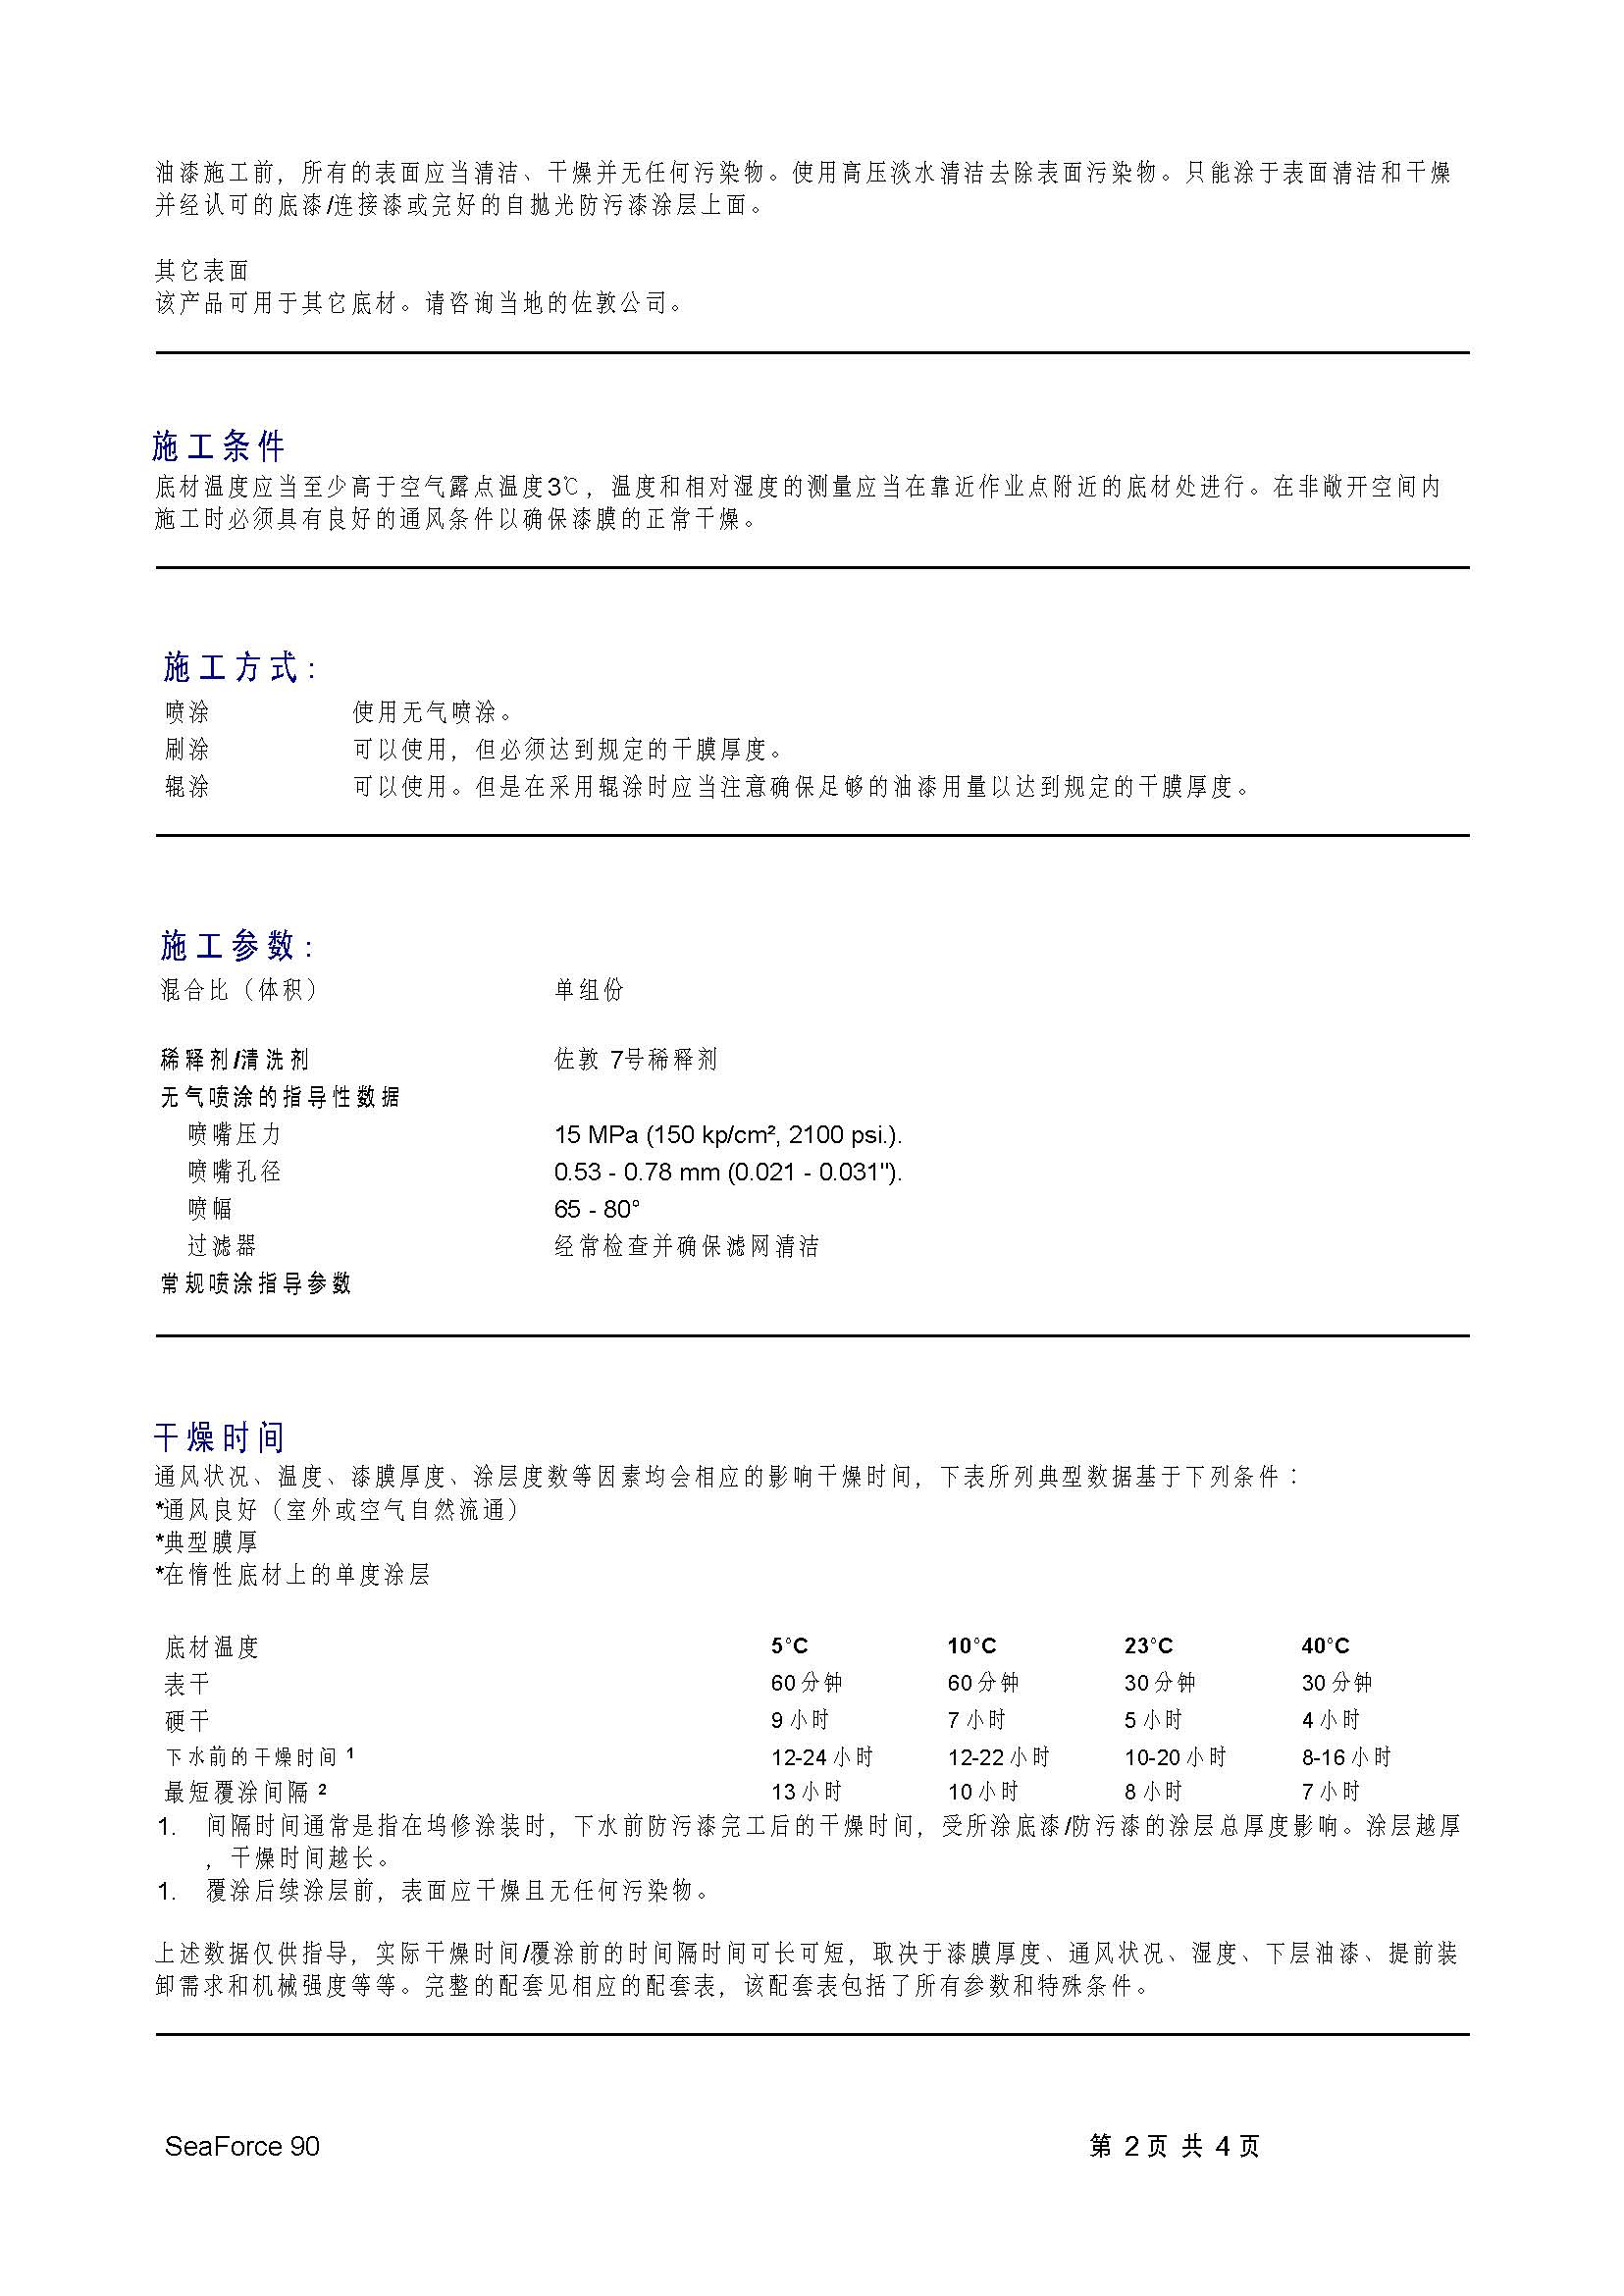 油漆施工前，所有的表面应当清洁、干燥并无任何污染物。使用高压淡水清洁去除表面污染物。只能涂于表面清洁和干燥
并经认可的底漆/连接漆或完好的自抛光防污漆涂层上面。
其它表面
该产品可用于其它底材。请咨询当地的佐敦公司。
施工条件
底材温度应当至少高于空气露点温度3℃，温度和相对湿度的测量应当在靠近作业点附近的底材处进行。在非敞开空间内
施工时必须具有良好的通风条件以确保漆膜的正常干燥。
施工方式：
喷涂 使用无气喷涂。
刷涂 可以使用，但必须达到规定的干膜厚度。
辊涂 可以使用。但是在采用辊涂时应当注意确保足够的油漆用量以达到规定的干膜厚度。
施工参数：
混合比（体积） 单组份
稀释剂/清洗剂 佐敦 7号稀释剂
无气喷涂的指导性数据
喷嘴压力 15 MPa (150 kp/cm², 2100 psi.).
喷嘴孔径 0.53 - 0.78 mm (0.021 - 0.031").
喷幅 65 - 80°
过滤器 经常检查并确保滤网清洁
常规喷涂指导参数
干燥时间
通风状况、温度、漆膜厚度、涂层度数等因素均会相应的影响干燥时间，下表所列典型数据基于下列条件：
*通风良好（室外或空气自然流通）
*典型膜厚
*在惰性底材上的单度涂层
底材温度 5°C 10°C 23°C 40°C
表干 60分钟 60分钟 30分钟 30分钟
硬干 9小时 7小时 5小时 4小时
下水前的干燥时间 ¹ 12-24小时 12-22小时 10-20小时 8-16小时
最短覆涂间隔 ² 13小时 10小时 8小时 7小时
1. 间隔时间通常是指在坞修涂装时，下水前防污漆完工后的干燥时间，受所涂底漆/防污漆的涂层总厚度影响。涂层越厚
，干燥时间越长。
1. 覆涂后续涂层前，表面应干燥且无任何污染物。
上述数据仅供指导，实际干燥时间/覆涂前的时间隔时间可长可短，取决于漆膜厚度、通风状况、湿度、下层油漆、提前装
卸需求和机械强度等等。完整的配套见相应的配套表，该配套表包括了所有参数和特殊条件。
SeaForce 90 第 2 页 共 4 页